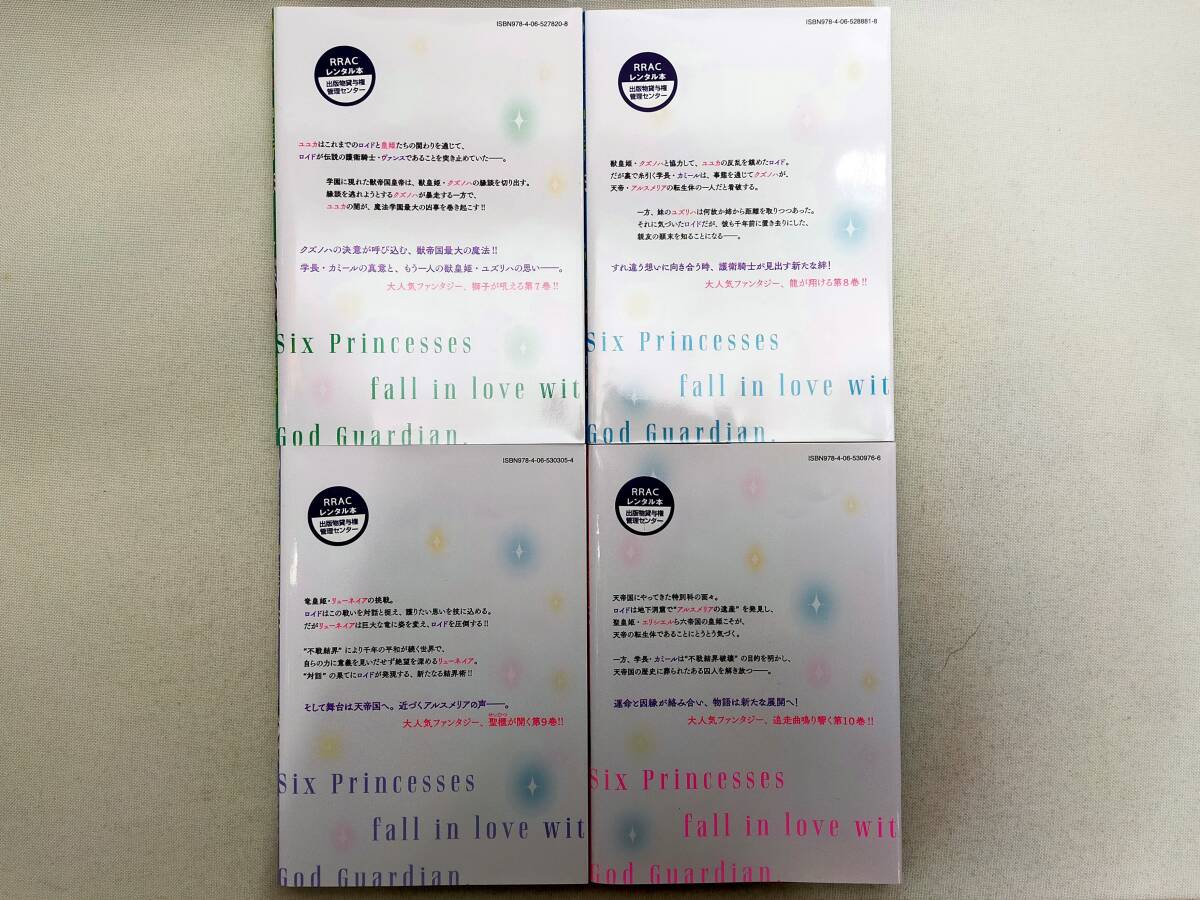 ISBN978-4-06-527820-8
RRAC
レンタル本
出版物貸与権
管理センター
ユユカはこれまでのロイドと皇姫たちの関わりを通じて、
ロイドが伝説の護衛騎士・ヴァンスであることを突き止めていた――。
学園に現れた獣帝国皇帝は、獣皇姫・クズノハの縁談を切り出す。
縁談を逃れようとするクズノハが暴走する一方で、
ユユカの闇が、魔法学園最大の凶事を巻き起こす!!
クズノハの決意が呼び込む、獣帝国最大の魔法!!
学長・カミールの真意と、もう一人の獣皇姫・ユズリハの思い――。
大人気ファンタジー、獅子が吼える第7巻!!
Six Princesses
fall in love wit
God Guardian.
ISBN978-4-06-528881-8
RRAC
レンタル本
出版物貸与権
管理センター
獣皇姫・クズノハと協力して、ユユカの反乱を鎮めたロイド。
だが裏で糸引く学長・カミールは、事態を通じてクズノハが、
天帝・アルスメリアの転生体の一人だと看破する。
一方、妹のユズリハは何故か姉から距離を取りつつあった。
それに気づいたロイドだが、彼も千年前に置き去りにした、
親友の顛末を知ることになる――。
すれ違う想いに向き合う時、護衛騎士が見出す新たな絆!
大人気ファンタジー、龍が翔ける第8巻!!
Six Princesses
fall in love wit
God Guardian.
ISBN978-4-06-530305-4
RRAC
レンタル本
出版物貸与権
管理センター
竜皇姫・リューネイアの挑戦。
ロイドはこの戦いを対話と捉え、護りたい思いを技に込める。
だがリューネイアは巨大な竜に姿を変え、ロイドを圧倒する!!
"不戦結界"により千年の平和が続く世界で、
自らの力に意義を見いだせず絶望を深めるリューネイア。
"対話"の果てにロイドが発現する、新たなる結界術!!
そして舞台は天帝国へ。近づくアルスメリアの声――。
大人気ファンタジー、聖櫃が開く第9巻!!
Six Princesses
fall in love wit
God Guardian.
ISBN978-4-06-530976-6
RRAC
レンタル本
出版物貸与権
管理センター
天帝国にやってきた特別科の面々。
ロイドは地下洞窟で"アルスメリアの遺産"を発見し、
聖皇姫・エリシエルら六帝国の皇姫こそが、
天帝の転生体であることにとうとう気づく。
一方、学長・カミールは"不戦結界破壊"の目的を明かし、
天帝国の歴史に葬られたある囚人を解き放つ――。
運命と因縁が絡み合い、物語は新たな展開へ!
大人気ファンタジー、追走曲鳴り響く第10巻!!
Six Princesses
fall in love wit
God Guardian.